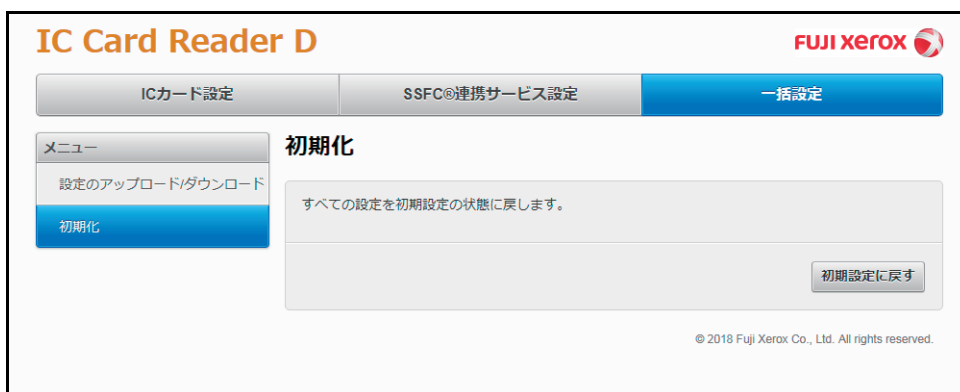 IC Card Reader D
FUJI xerox
ICカード設定
SSFC®連携サービス設定
一括設定
メニュー
設定のアップロード/ダウンロード
初期化
初期化
すべての設定を初期設定の状態に戻します。
初期設定に戻す
© 2018 Fuji Xerox Co., Ltd. All rights reserved.